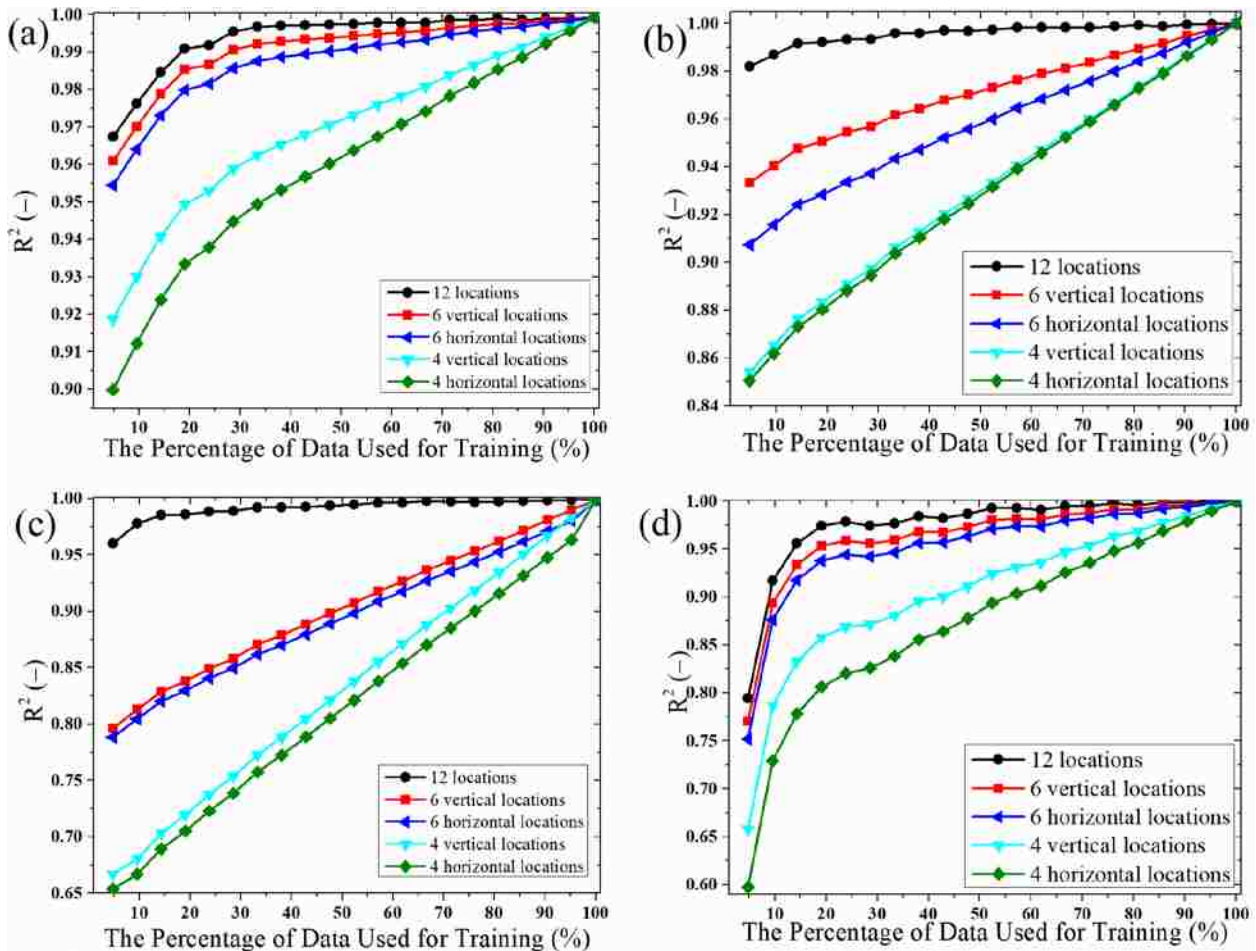 (a)
R² (–)
1.00
0.99
0.98
0.97
0.96
0.95
0.94
0.93
0.92
0.91
0.90
12 locations
6 vertical locations
6 horizontal locations
4 vertical locations
4 horizontal locations
10 20 30 40 50 60 70 80 90 100
The Percentage of Data Used for Training (%)
(b)
R² (–)
1.00
0.98
0.96
0.94
0.92
0.90
0.88
0.86
0.84
12 locations
6 vertical locations
6 horizontal locations
4 vertical locations
4 horizontal locations
10 20 30 40 50 60 70 80 90 100
The Percentage of Data Used for Training (%)
(c)
R² (–)
1.00
0.95
0.90
0.85
0.80
0.75
0.70
0.65
12 locations
6 vertical locations
6 horizontal locations
4 vertical locations
4 horizontal locations
10 20 30 40 50 60 70 80 90 100
The Percentage of Data Used for Training (%)
(d)
R² (–)
1.00
0.95
0.90
0.85
0.80
0.75
0.70
0.65
0.60
12 locations
6 vertical locations
6 horizontal locations
4 vertical locations
4 horizontal locations
10 20 30 40 50 60 70 80 90 100
The Percentage of Data Used for Training (%)